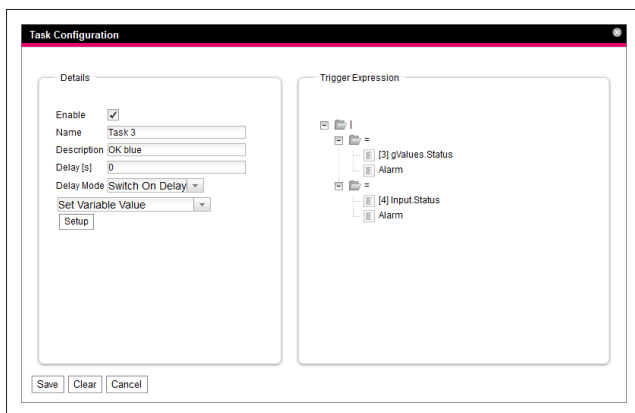 Task Configuration
Details
Enable
Name Task 3
Description OK blue
Delay [s] 0
Delay Mode Switch On Delay
Set Variable Value
Setup
Trigger Expression
|
=
[3] gValues.Status
Alarm
=
[4] Input.Status
Alarm
Save Clear Cancel